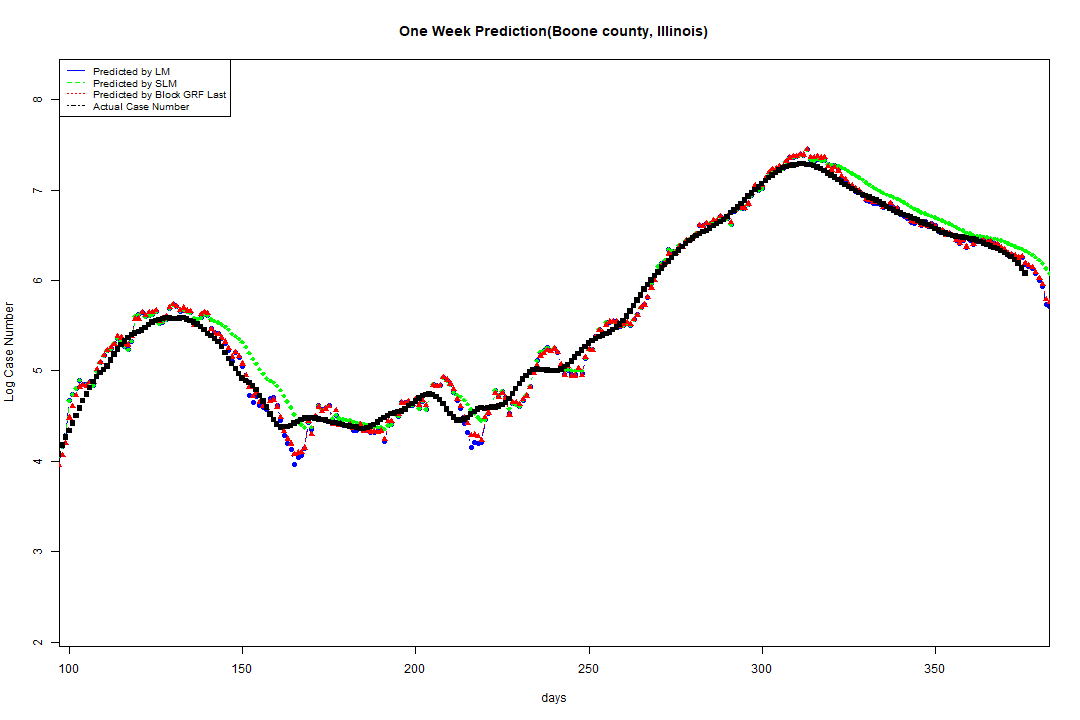 One Week Prediction(Boone county, Illinois)
Predicted by LM
Predicted by SLM
Predicted by Block GRF Last
Actual Case Number
8
7
6
5
4
3
2
Log Case Number
100 150 200 250 300 350
days